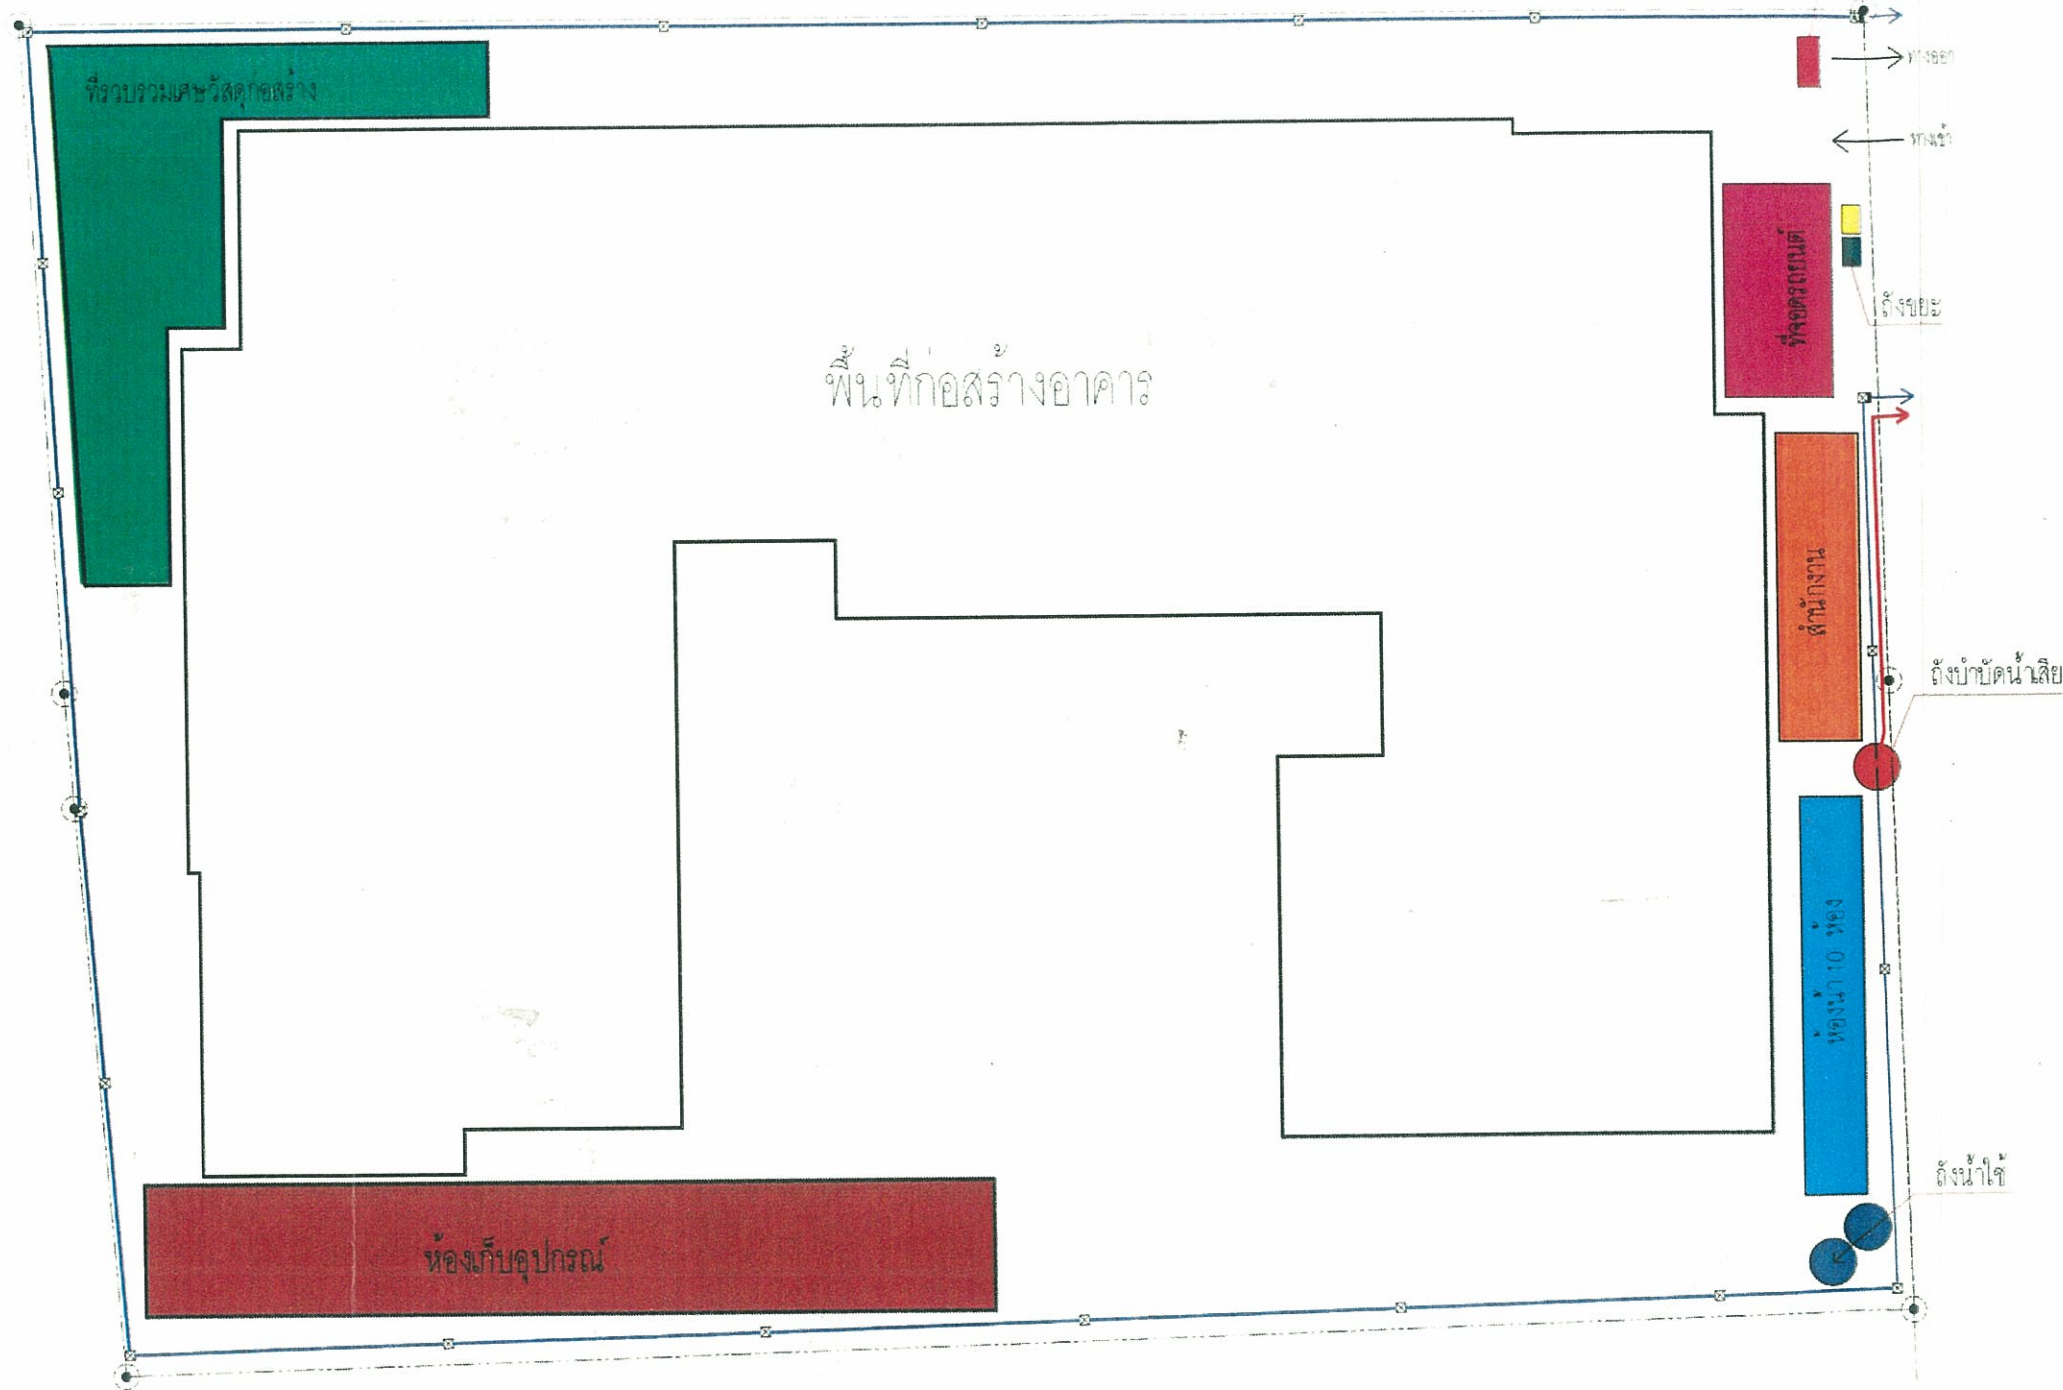 ที่รวบรวมเศษวัสดุก่อสร้าง
ทางออก
ทางเข้า
ที่จอดรถยนต์
ถังขยะ
พื้นที่ก่อสร้างอาคาร
สำนักงาน
ถังบำบัดน้ำเสีย
ห้องน้ำ 10 ห้อง
ถังน้ำใช้
ห้องเก็บอุปกรณ์